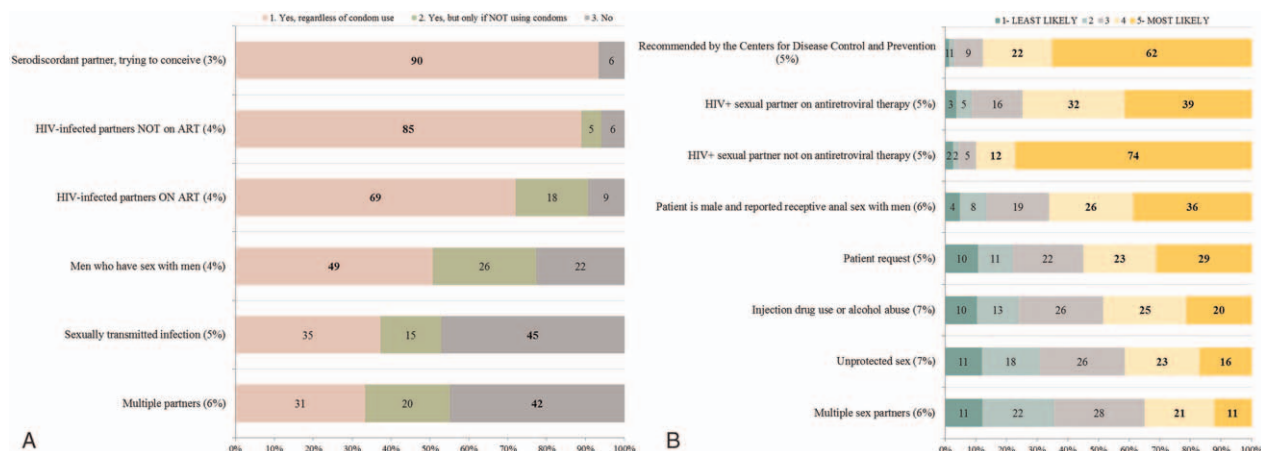 1. Yes, regardless of condom use 2. Yes, but only if NOT using condoms 3. No
Serodiscordant partner, trying to conceive (3%)
90 6
HIV-infected partners NOT on ART (4%)
85 5 6
HIV-infected partners ON ART (4%)
69 18 9
Men who have sex with men (4%)
49 26 22
Sexually transmitted infection (5%)
35 15 45
Multiple partners (6%)
31 20 42
0% 10% 20% 30% 40% 50% 60% 70% 80% 90% 100%
A
1- LEAST LIKELY 2 3 4 5- MOST LIKELY
Recommended by the Centers for Disease Control and Prevention
(5%)
1 1 9 22 62
HIV+ sexual partner on antiretroviral therapy (5%)
3 5 16 32 39
HIV+ sexual partner not on antiretroviral therapy (5%)
2 2 5 12 74
Patient is male and reported receptive anal sex with men (6%)
4 8 19 26 36
Patient request (5%)
10 11 22 23 29
Injection drug use or alcohol abuse (7%)
10 13 26 25 20
Unprotected sex (7%)
11 18 26 23 16
Multiple sex partners (6%)
11 22 28 21 11
0% 10% 20% 30% 40% 50% 60% 70% 80% 90% 100%
B